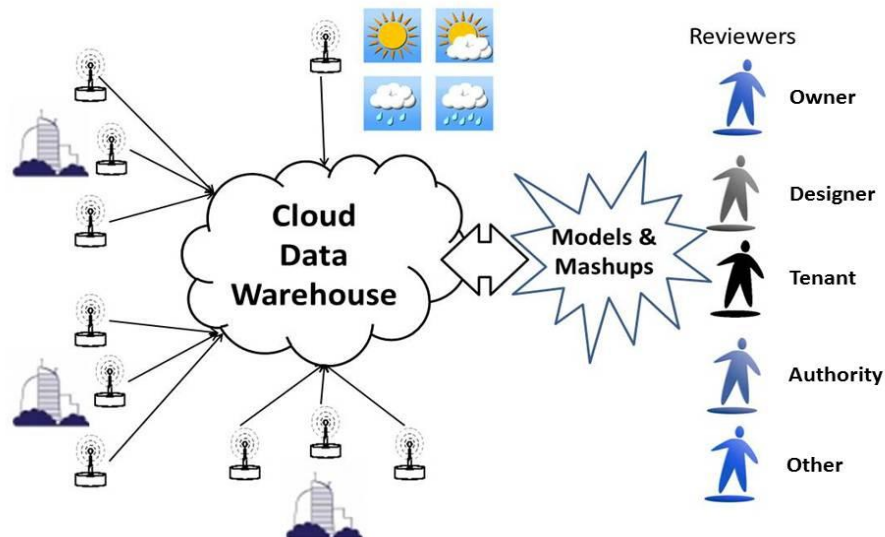 Cloud
Data
Warehouse
Models &
Mashups
Reviewers
Owner
Designer
Tenant
Authority
Other